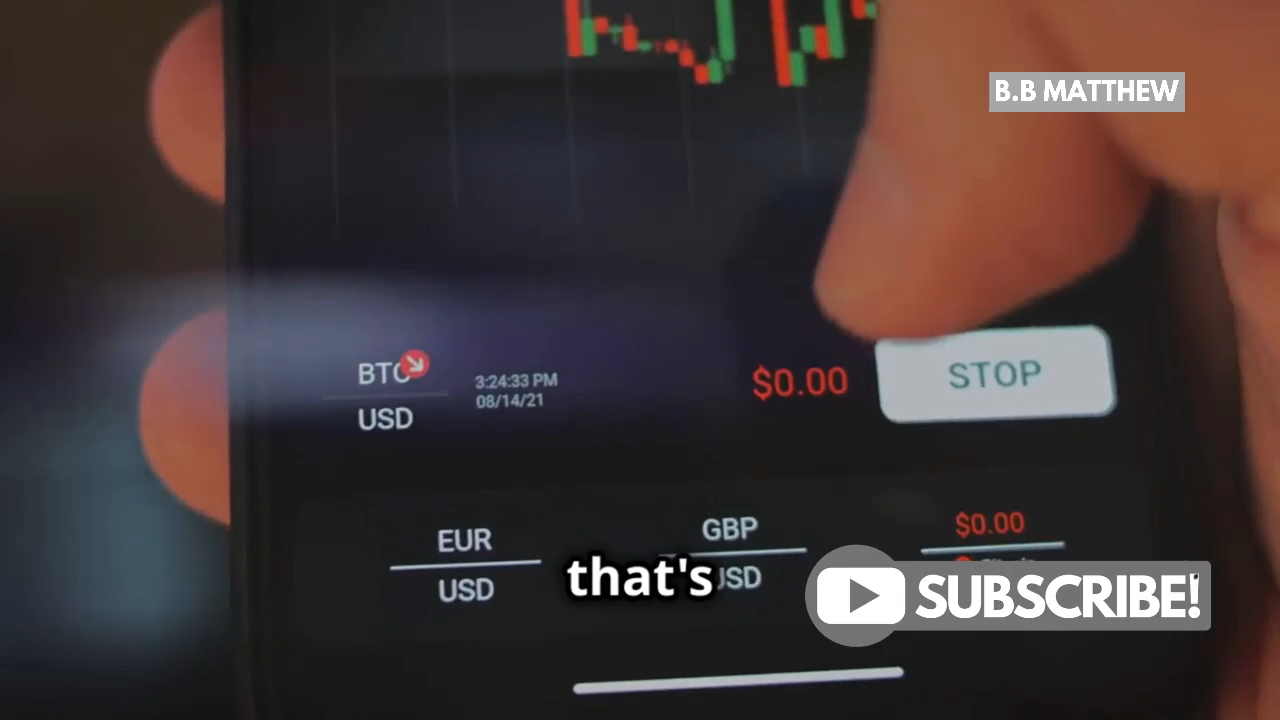 B.B MATTHEW
BTC
USD
3:24:33 PM
08/14/21
$0.00
STOP
EUR
USD
GBP
$0.00
that's
SUBSCRIBE!